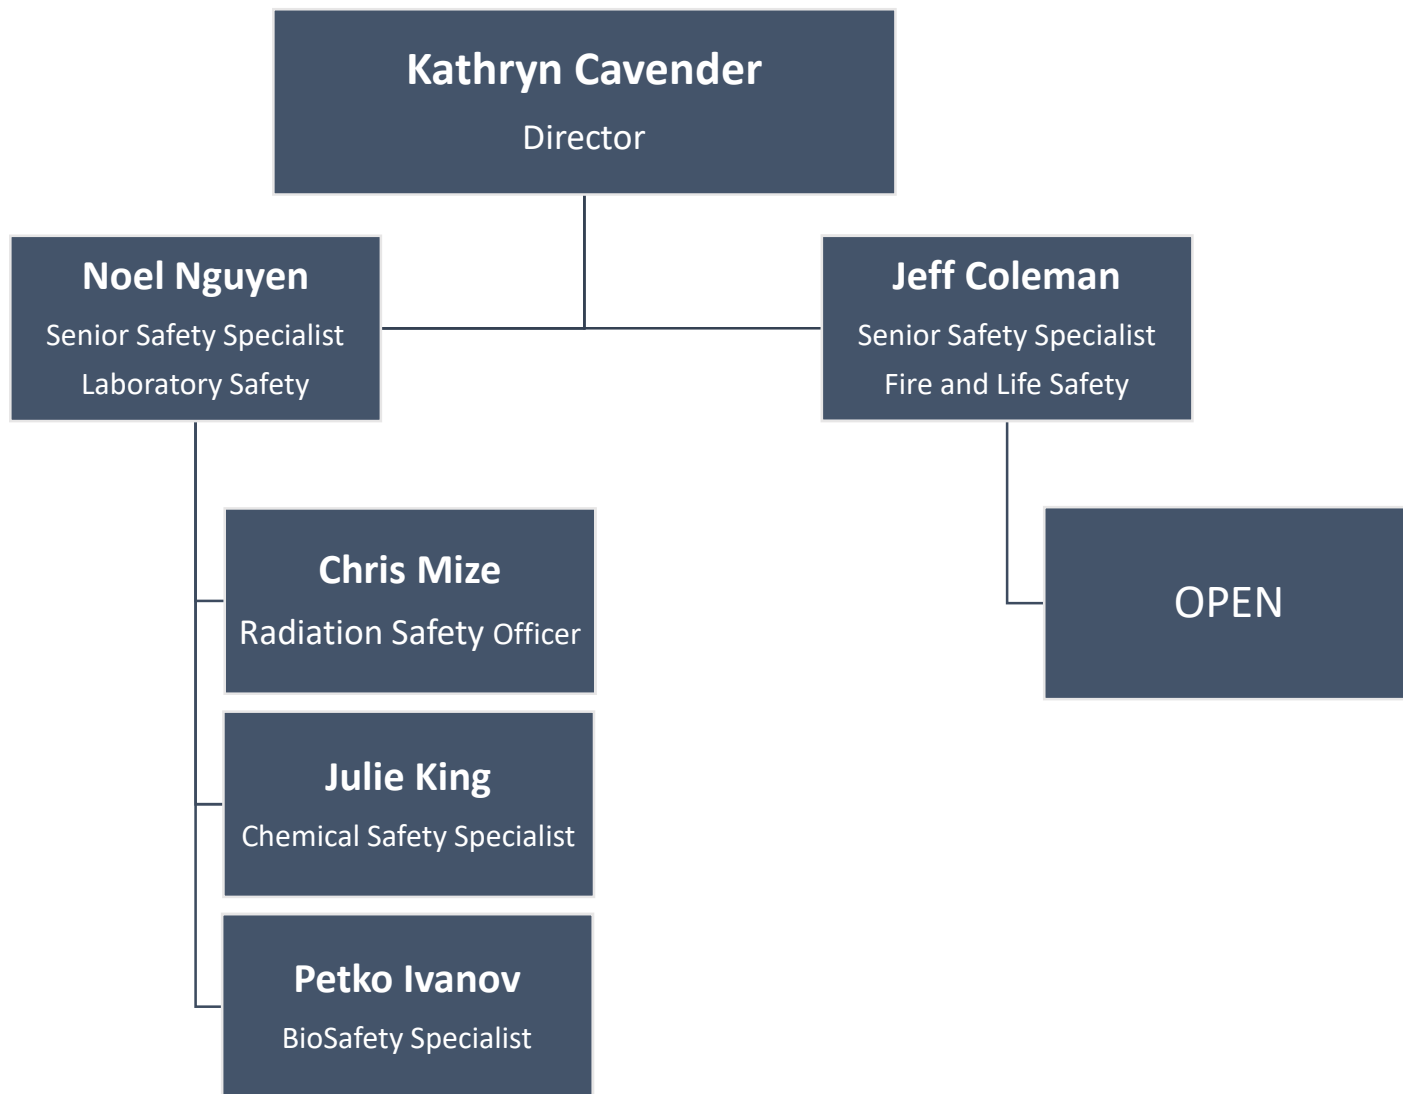 Kathryn Cavender
Director
Noel Nguyen
Senior Safety Specialist
Laboratory Safety
Jeff Coleman
Senior Safety Specialist
Fire and Life Safety
Chris Mize
Radiation Safety Officer
OPEN
Julie King
Chemical Safety Specialist
Petko Ivanov
BioSafety Specialist